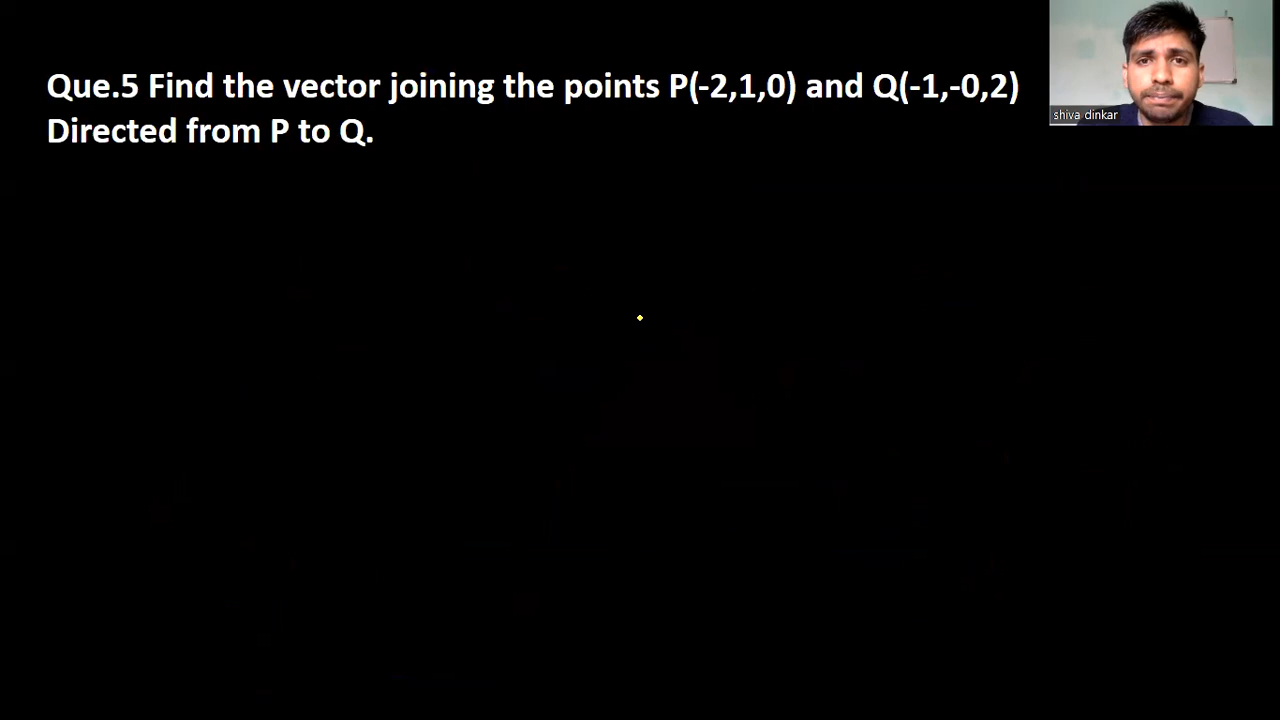 Que.5 Find the vector joining the points P(-2,1,0) and Q(-1,-0,2)
Directed from P to Q.
shiva dinkar